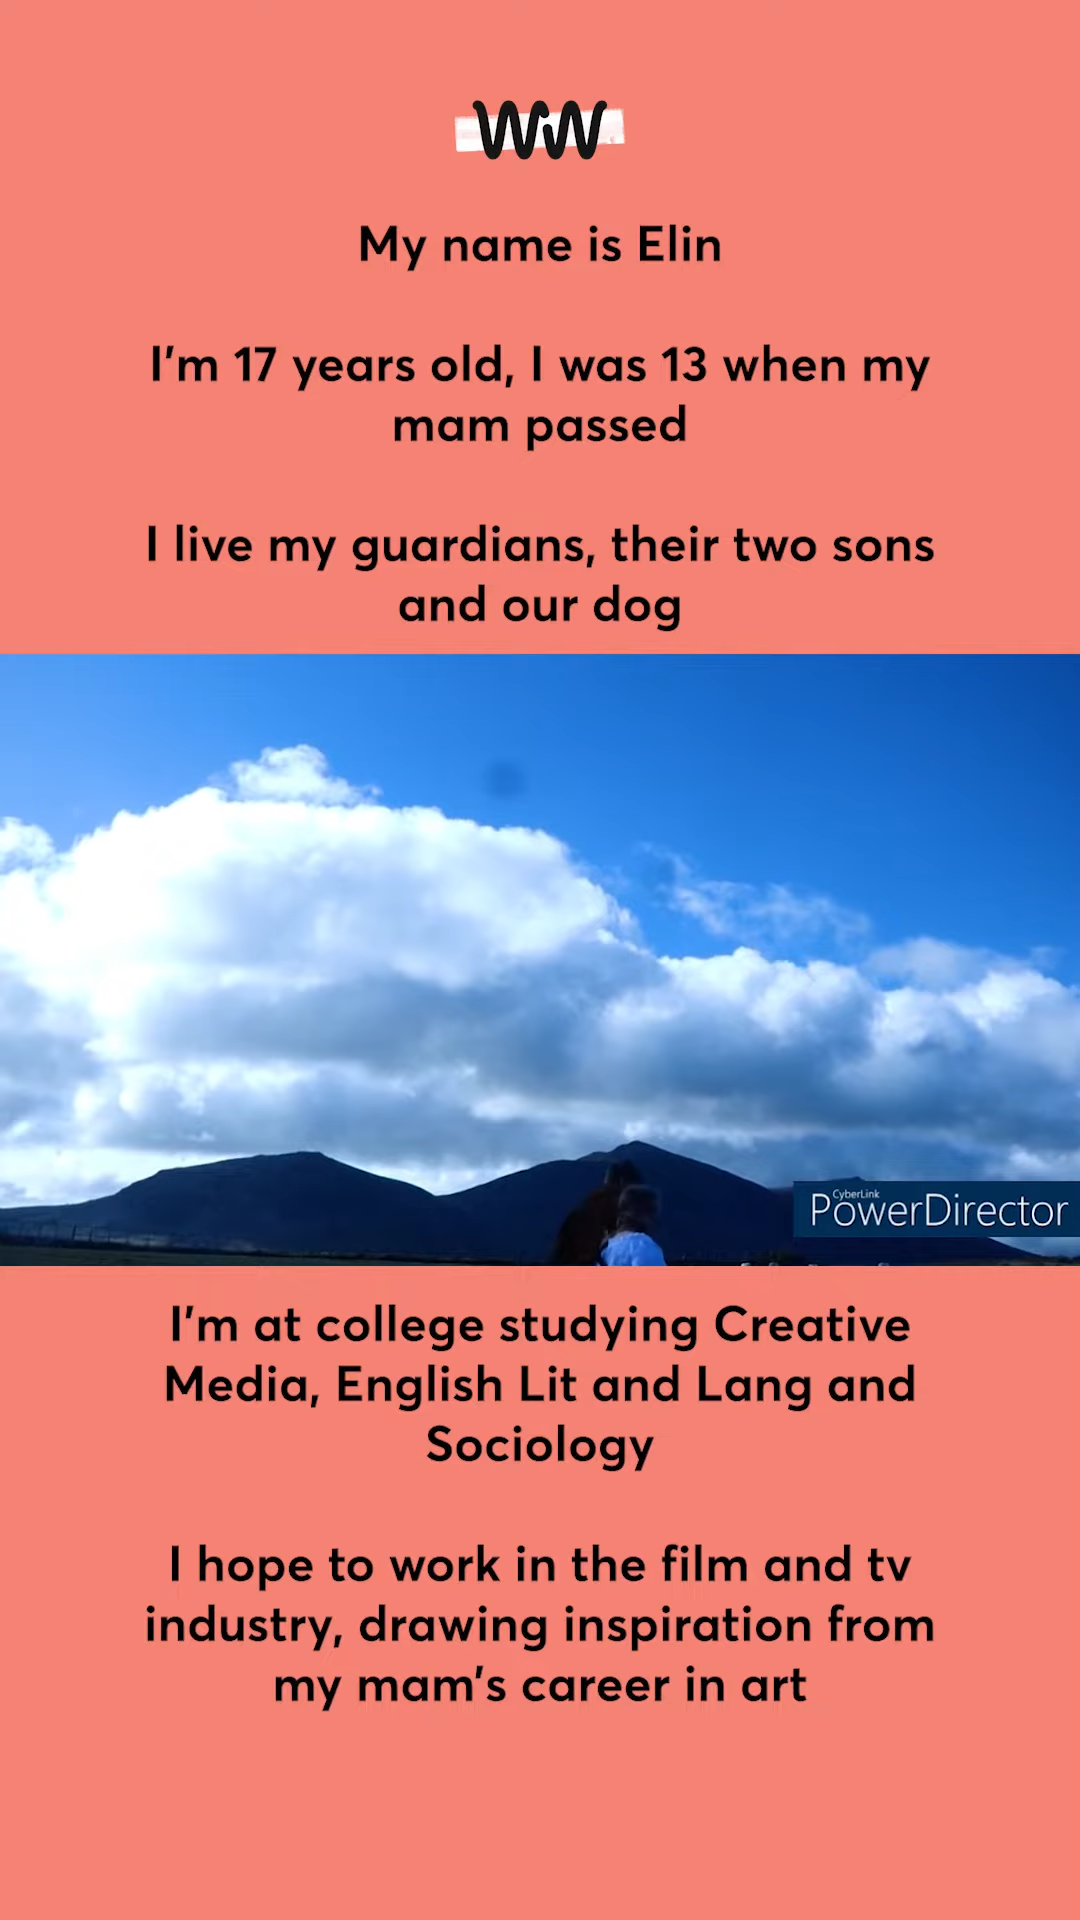 WiW
My name is Elin
I'm 17 years old, I was 13 when my
mam passed
I live my guardians, their two sons
and our dog
CyberLink
PowerDirector
I'm at college studying Creative
Media, English Lit and Lang and
Sociology
I hope to work in the film and tv
industry, drawing inspiration from
my mam's career in art